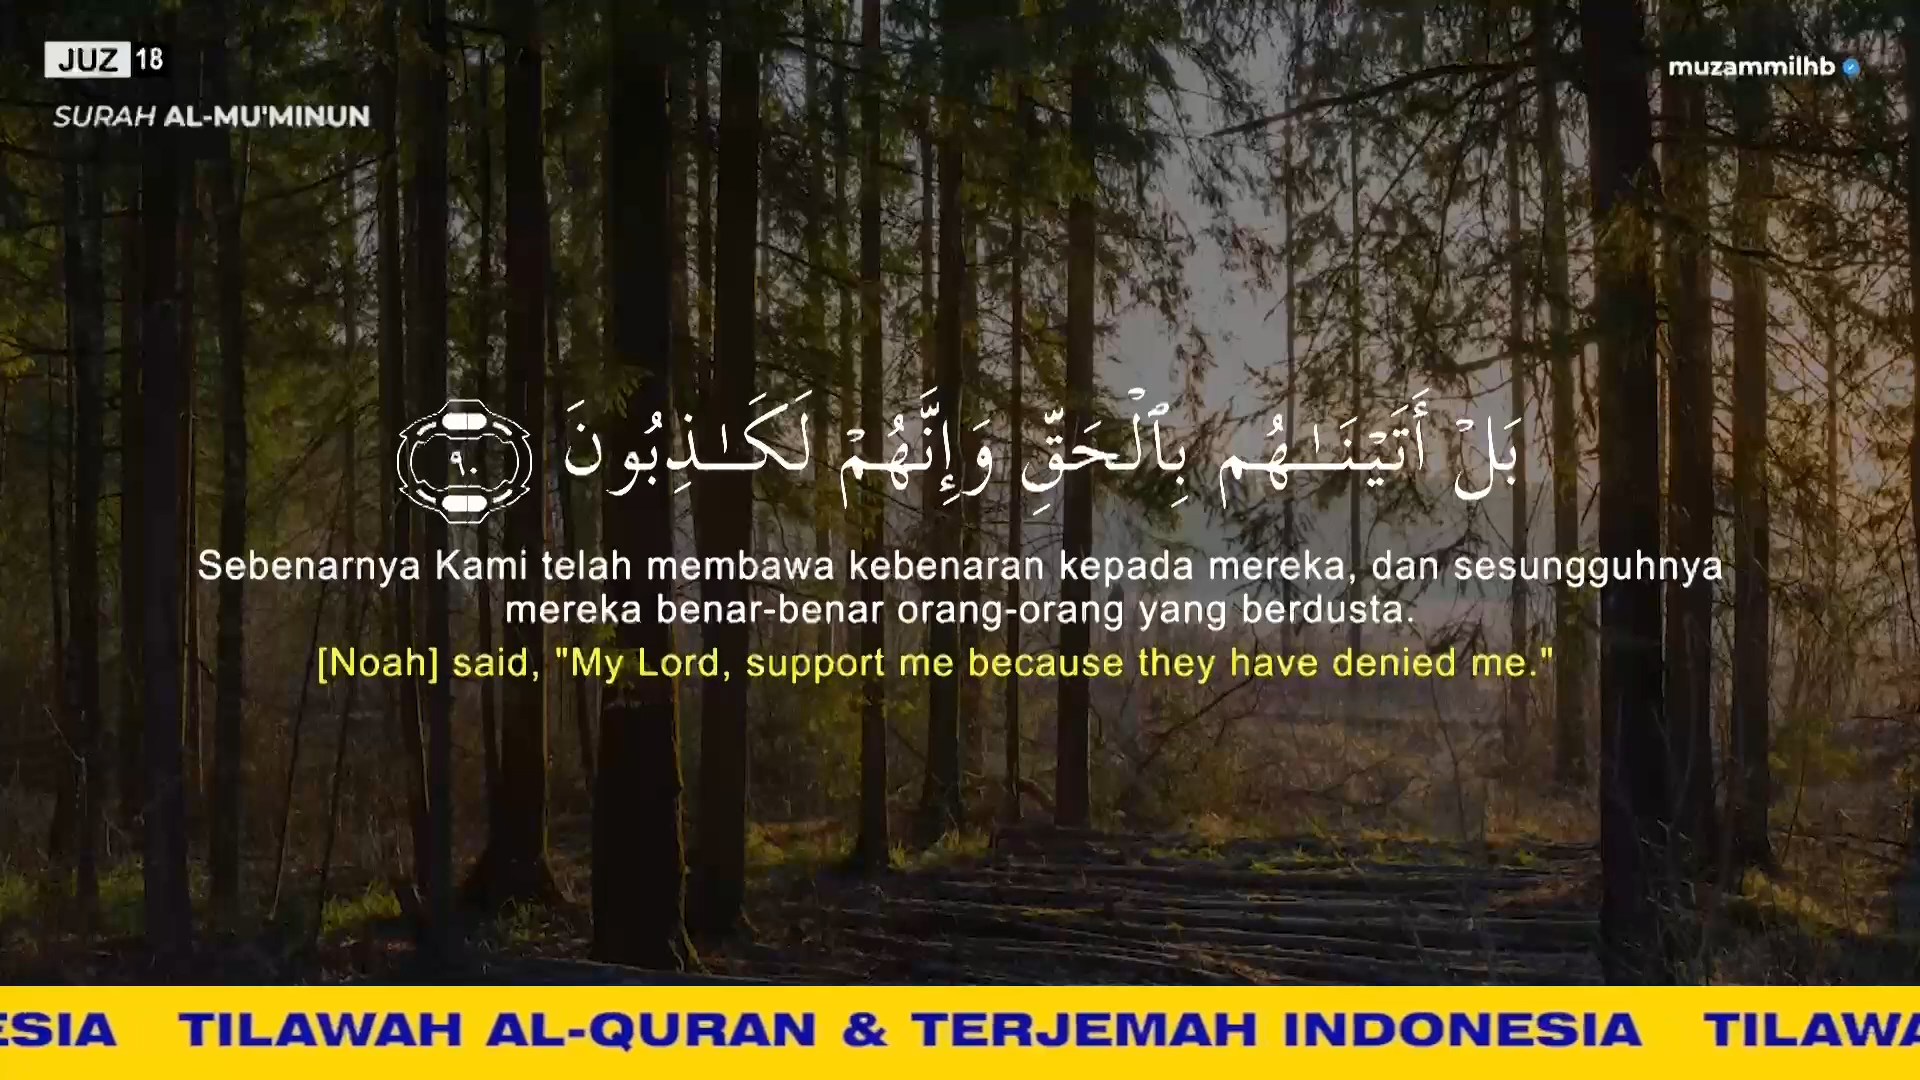 JUZ 18
muzammilhb
SURAH AL-MU'MINUN
بَلْ أَتَيْنَـٰهُم بِٱلْحَقِّ وَإِنَّهُمْ لَكَـٰذِبُونَ ٩٠
Sebenarnya Kami telah membawa kebenaran kepada mereka, dan sesungguhnya
mereka benar-benar orang-orang yang berdusta.
[Noah] said, "My Lord, support me because they have denied me."
ESIA TILAWAH AL-QURAN & TERJEMAH INDONESIA TILAWA